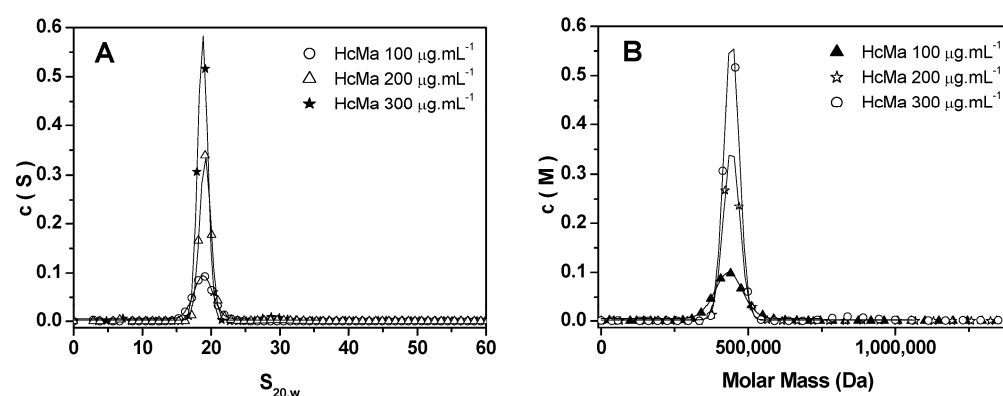 A
HcMa 100 μg.mL⁻¹
HcMa 200 μg.mL⁻¹
HcMa 300 μg.mL⁻¹
c ( S )
0.6
0.5
0.4
0.3
0.2
0.1
0.0
0 10 20 30 40 50 60
S20,w
B
HcMa 100 μg.mL⁻¹
HcMa 200 μg.mL⁻¹
HcMa 300 μg.mL⁻¹
c ( M )
0.6
0.5
0.4
0.3
0.2
0.1
0.0
0 500,000 1,000,000
Molar Mass (Da)